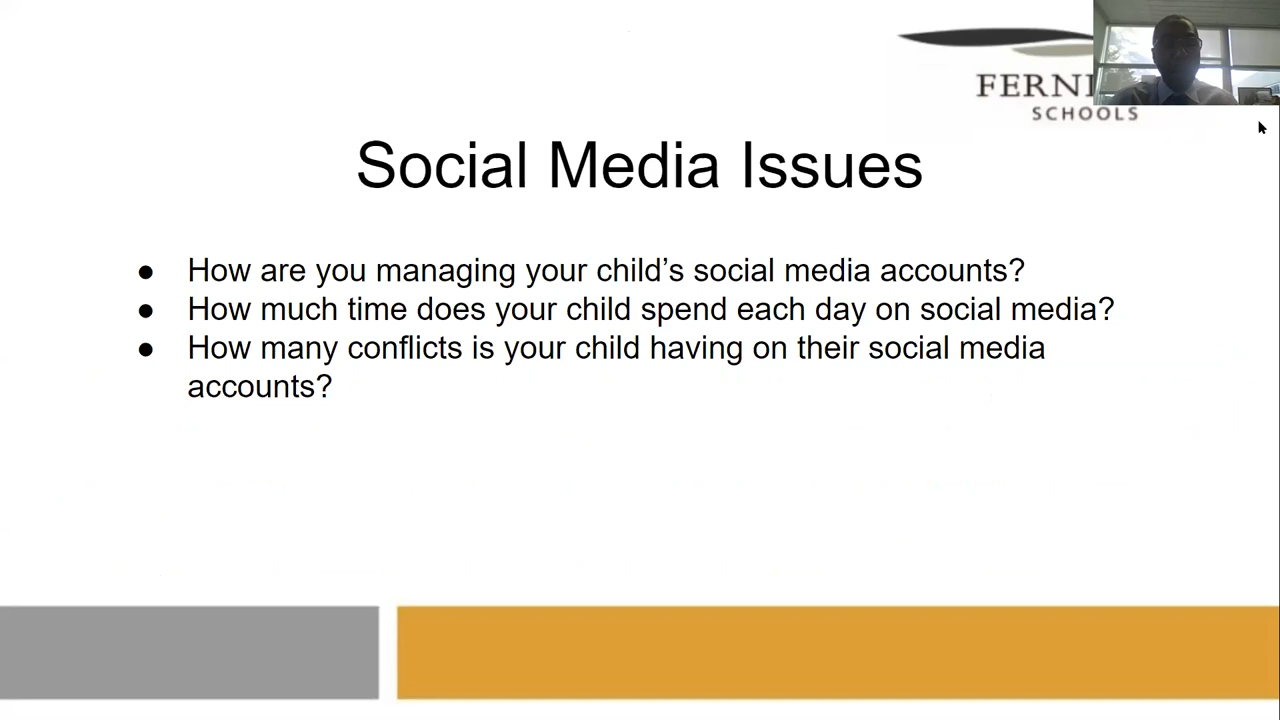 SCHOOLS
Social Media Issues
● How are you managing your child’s social media accounts?
● How much time does your child spend each day on social media?
● How many conflicts is your child having on their social media
accounts?